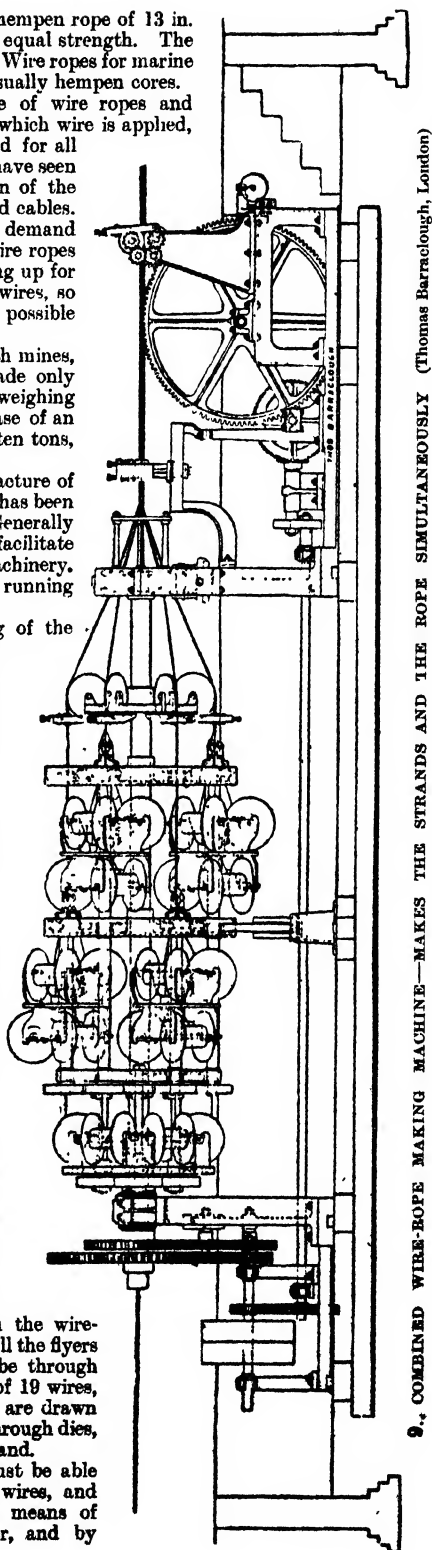 hempen rope of 13 in.
equal strength. The
Wire ropes for marine
sually hempen cores.
e of wire ropes and
which wire is applied,
d for all
have seen
n of the
d cables.
demand
ire ropes
g up for
wires, so
possible
h mines,
ade only
weighing
ase of an
ten tons,
acture of
has been
Generally
facilitate
achinery.
running
g of the
THOS BARRACLOUGH
9. COMBINED WIRE-ROPE MAKING MACHINE—MAKES THE STRANDS AND THE ROPE SIMULTANEOUSLY (Thomas Barraclough, London)
n the wire-
ll the flyers
be through
of 19 wires,
are drawn
rough dies,
and.
ust be able
wires, and
means of
r, and by